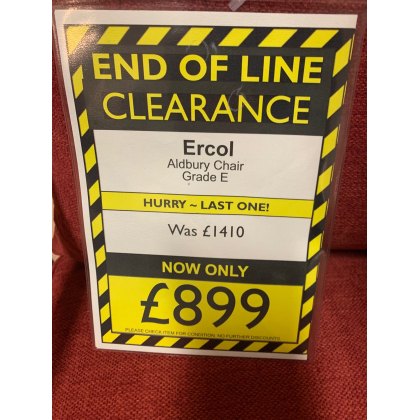 END OF LINE
CLEARANCE
Ercol
Aldbury Chair
Grade E
HURRY ~ LAST ONE!
Was £1410
NOW ONLY
£899
PLEASE CHECK ITEM FOR CONDITION NO FURTHER DISCOUNTS